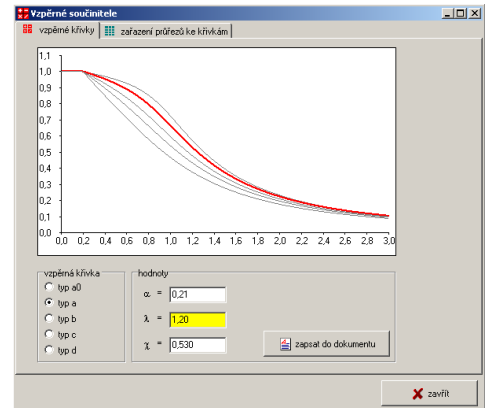 Vzpěrné součinitele
vzpěrné křivky
zařazení průřezů ke křivkám
1,1
1,0
0,9
0,8
0,7
0,6
0,5
0,4
0,3
0,2
0,1
0,0
0,0 0,2 0,4 0,6 0,8 1,0 1,2 1,4 1,6 1,8 2,0 2,2 2,4 2,6 2,8 3,0
vzpěrná křivka
typ a0
typ a
typ b
typ c
typ d
hodnoty
α = 0,21
λ = 1,20
χ = 0,530
zapsat do dokumentu
zavřít